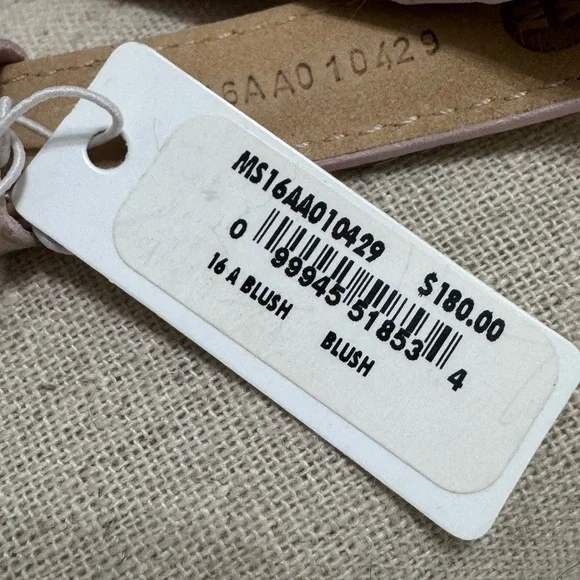 6AA010429
MS16AA010429
$180.00
0 99945 51853 4
16 A BLUSH
BLUSH